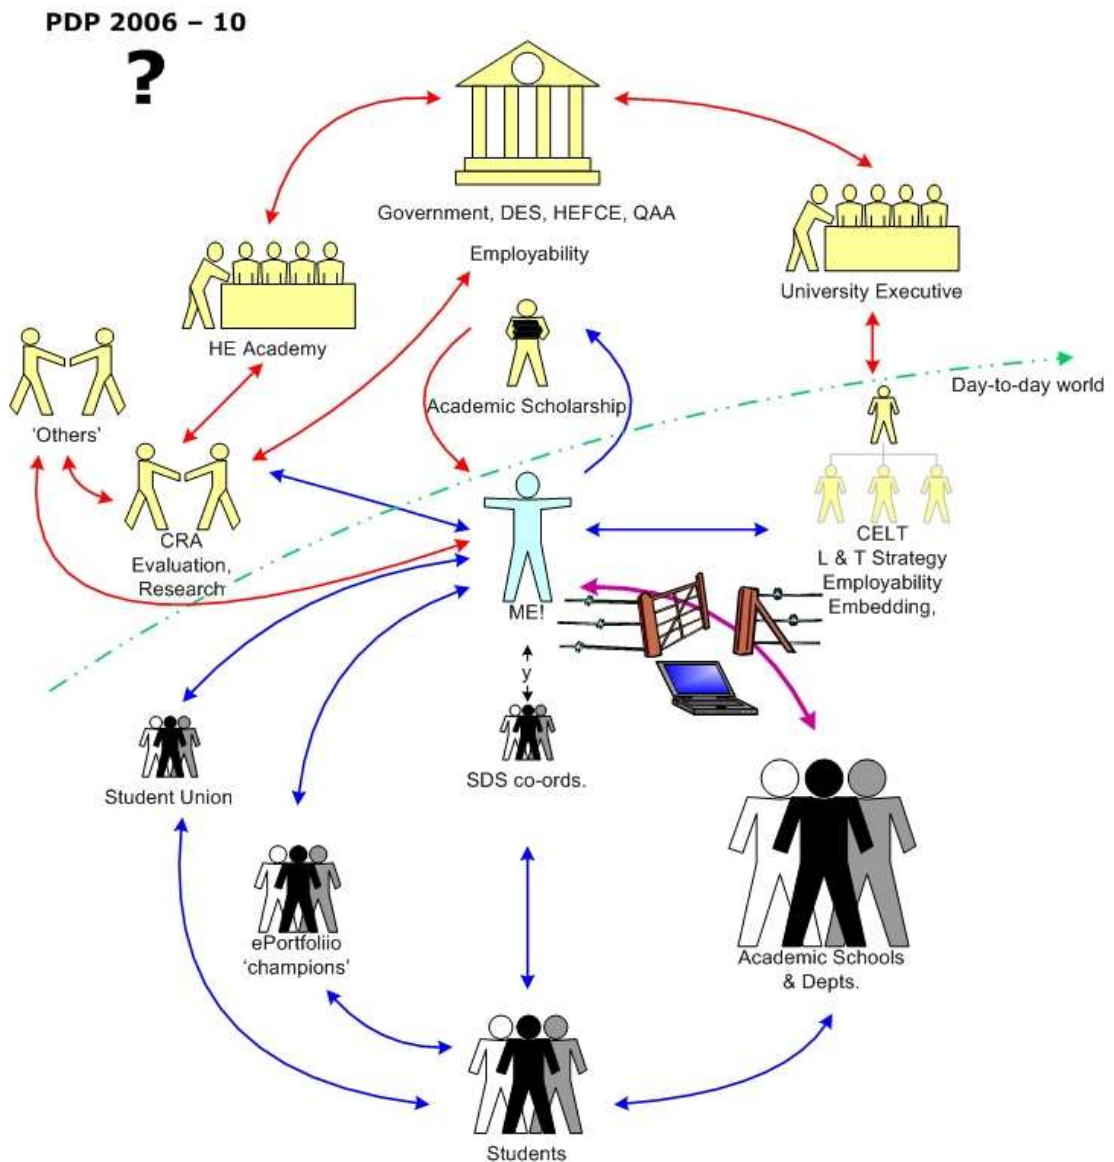 PDP 2006 – 10
?
Government, DES, HEFCE, QAA
Employability
University Executive
HE Academy
Academic Scholarship
Day-to-day world
'Others'
CRA
Evaluation,
Research
CELT
L & T Strategy
Employability
Embedding,
ME!
y
SDS co-ords.
Student Union
ePortfoliio
'champions'
Academic Schools
& Depts.
Students